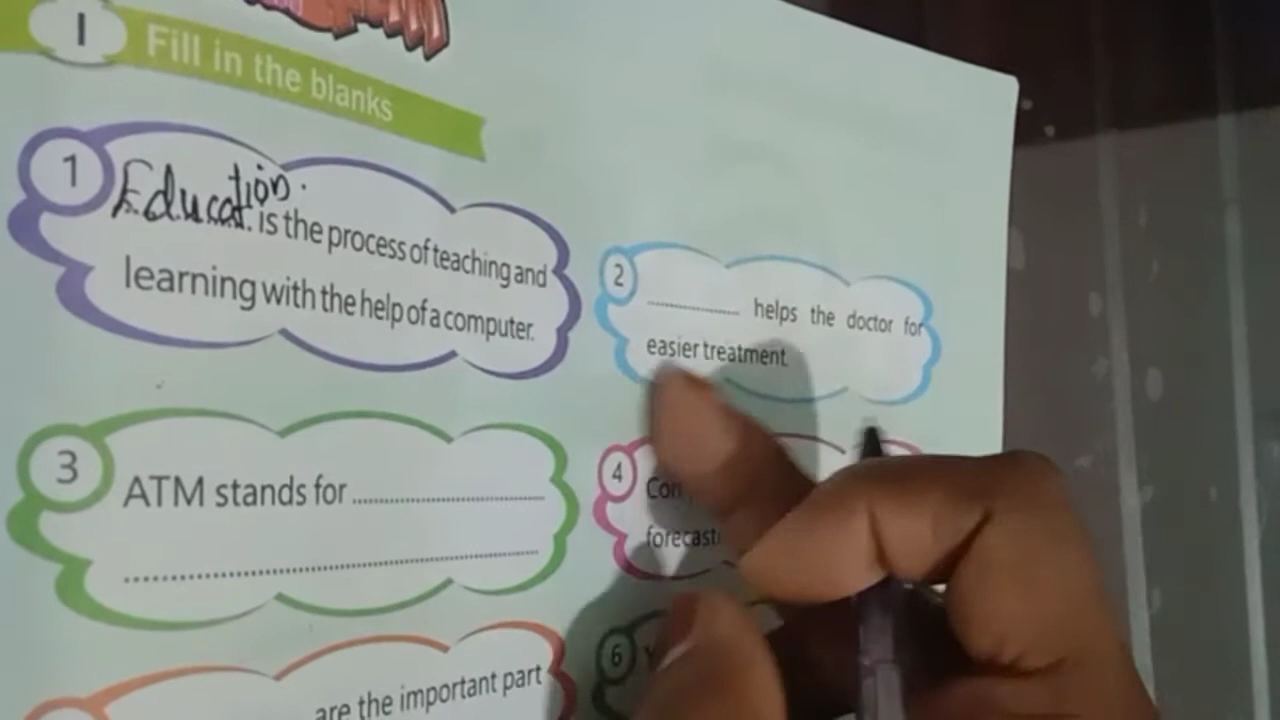 I Fill in the blanks
1 Education. is the process of teaching and
learning with the help of a computer.
2 .................. helps the doctor for
easier treatment.
3 ATM stands for ..............................
..............................................................
4
forecast
are the important part
6